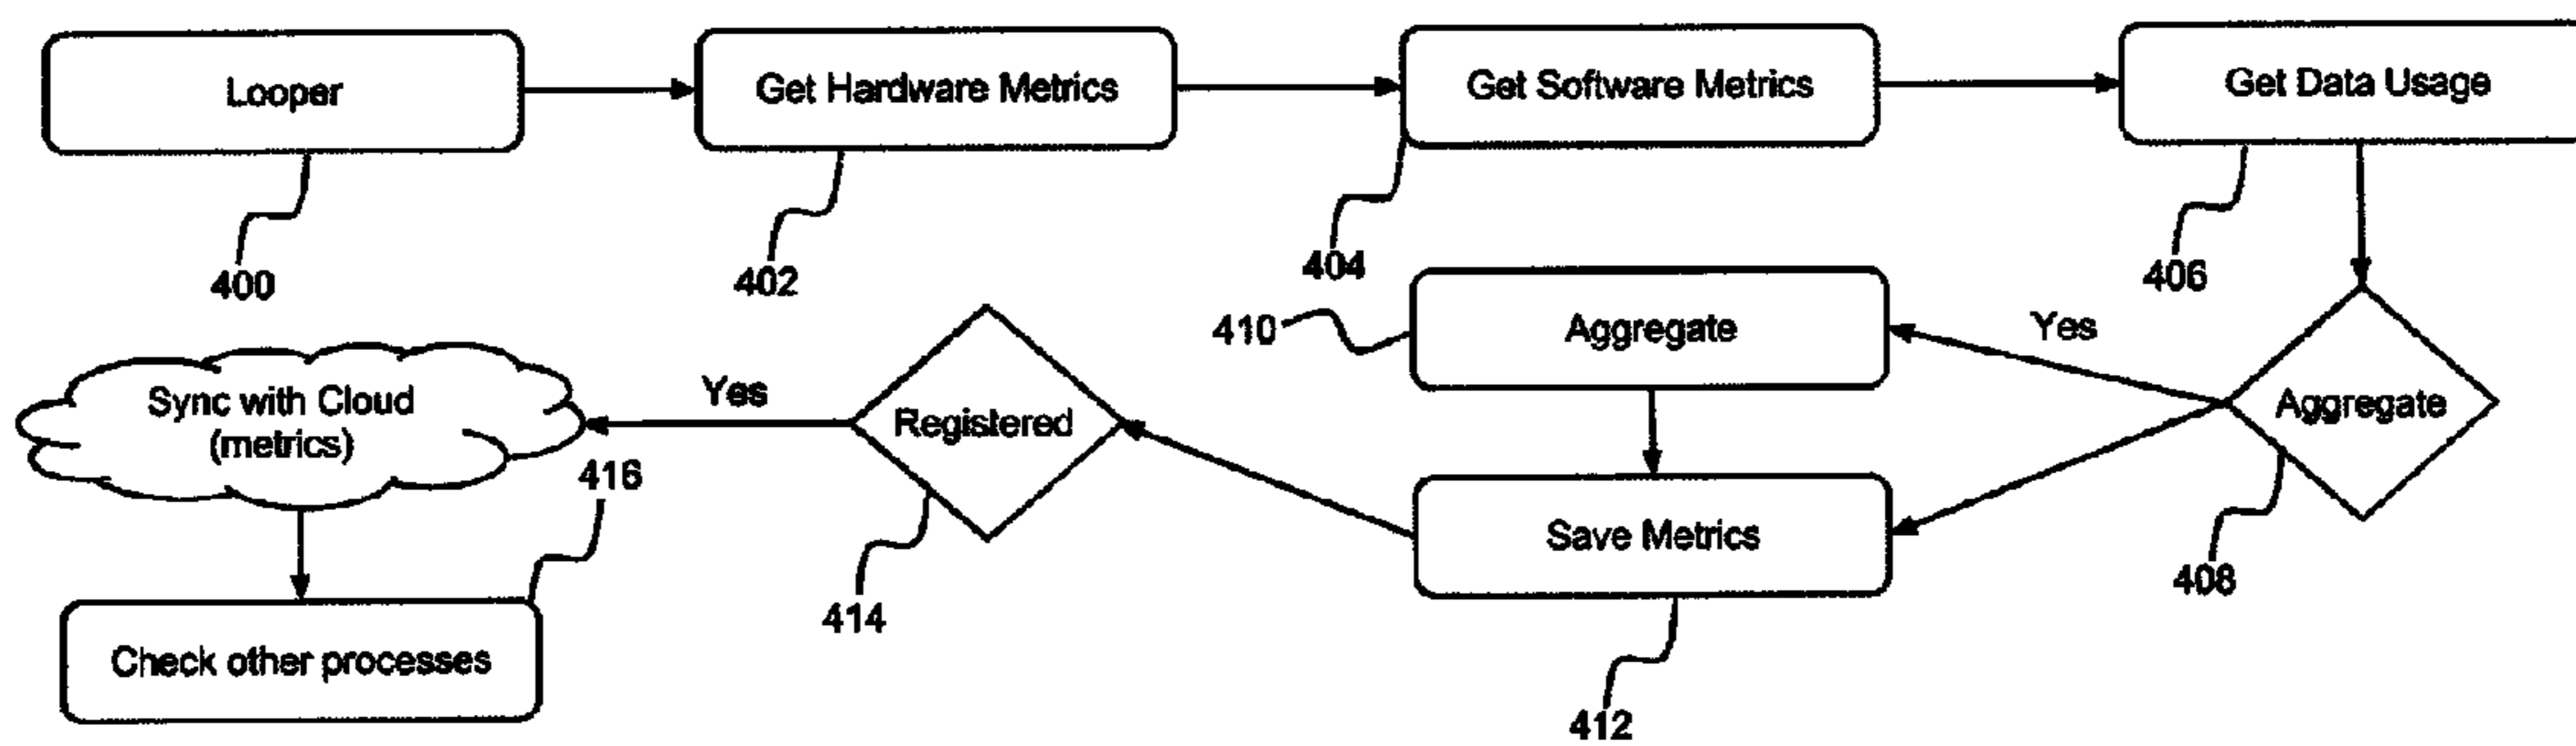 Looper
Get Hardware Metrics
Get Software Metrics
Get Data Usage
400
402
404
406
410
Aggregate
Yes
Aggregate
408
Sync with Cloud
(metrics)
Yes
Registered
416
414
Save Metrics
412
Check other processes